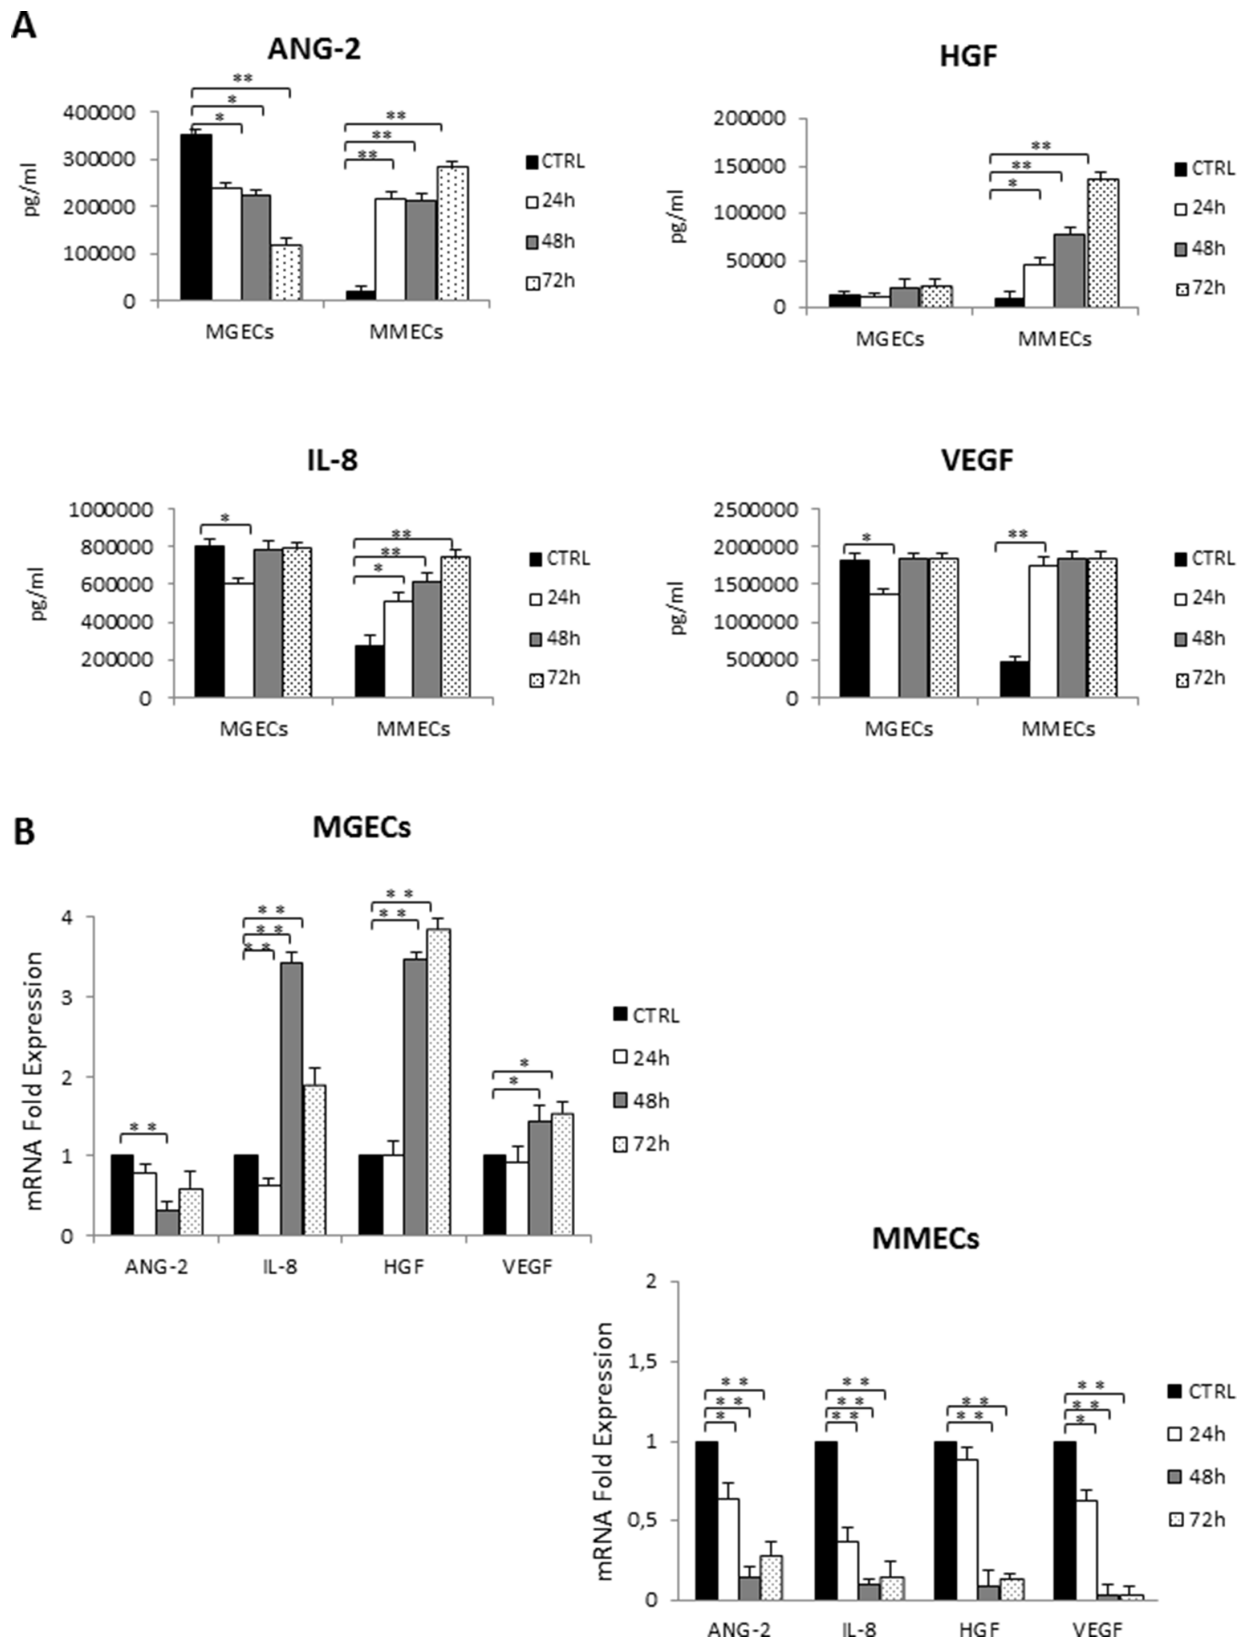 A
ANG-2
** 
*
*
**
**
**
400000
300000
200000
100000
0
pg/ml
MGECs
MMECs
CTRL
24h
48h
72h
HGF
**
**
*
200000
150000
100000
50000
0
pg/ml
MGECs
MMECs
CTRL
24h
48h
72h
IL-8
*
**
**
*
1000000
800000
600000
400000
200000
0
pg/ml
MGECs
MMECs
CTRL
24h
48h
72h
VEGF
*
**
2500000
2000000
1500000
1000000
500000
0
pg/ml
MGECs
MMECs
CTRL
24h
48h
72h
B
MGECs
* *
* *
* *
* *
* *
* *
*
*
4
3
2
1
0
mRNA Fold Expression
ANG-2
IL-8
HGF
VEGF
CTRL
24h
48h
72h
MMECs
* *
* *
*
* *
* *
* *
* *
* *
* *
* *
*
2
1,5
1
0,5
0
mRNA Fold Expression
ANG-2
IL-8
HGF
VEGF
CTRL
24h
48h
72h